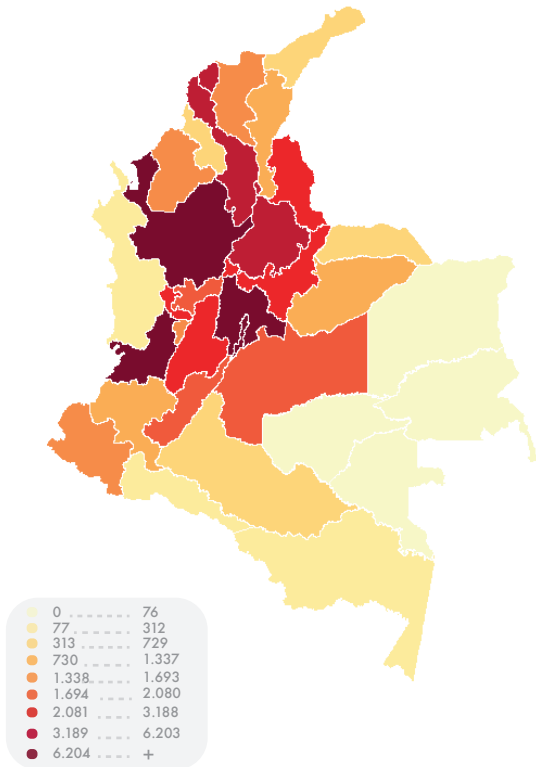 0 ........... 76
77 ........... 312
313 ........... 729
730 ........... 1.337
1.338 ........... 1.693
1.694 ........... 2.080
2.081 ........... 3.188
3.189 ........... 6.203
6.204 ........... +